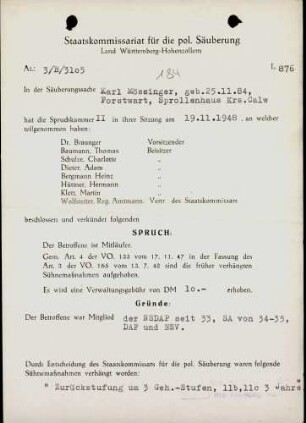 Staatskommissariat für die pol. Säuberung
Land Württemberg-Hohenzollern
Az.: 3/B/3105
184
L 876
In der Säuberungssache Karl Mössinger, geb.25.11.84,
Forstwart, Sprollenhaus Krs.Calw
hat die Spruchkammer II in ihrer Sitzung am 19.11.1948, an welcher
teilgenommen haben:
Dr. Vorsitzender
Baumann, Thomas Beisitzer
Schulze, Charlotte "
Dieter, Adam "
Bergmann Heinz "
Hüttner, Hermann "
Klett, Martin "
Reg. Amtmann, Vertr. des Staatskommissars
beschlossen und verkündet folgenden
SPRUCH:
Der Betroffene ist Mitläufer.
Gem. Art. 4 der VO. 133 vom 17. 11. 47 in der Fassung des
Art. 3 der VO. 165 vom 13. 7. 48 sind die früher verhängten
Sühnemaßnahmen aufgehoben.
Es wird eine Verwaltungsgebühr von DM 10.- erhoben.
Gründe:
Der Betroffene war Mitglied der NSDAP seit 33, SA von 34-35,
DAF und NSV.
Durch Entscheidung des Staatskommissars für die pol. Säuberung waren folgende
Sühnemaßnahmen verhängt worden:
" Zurückstufung um 3 Geh.-Stufen, 11b,11c 3 Jahre